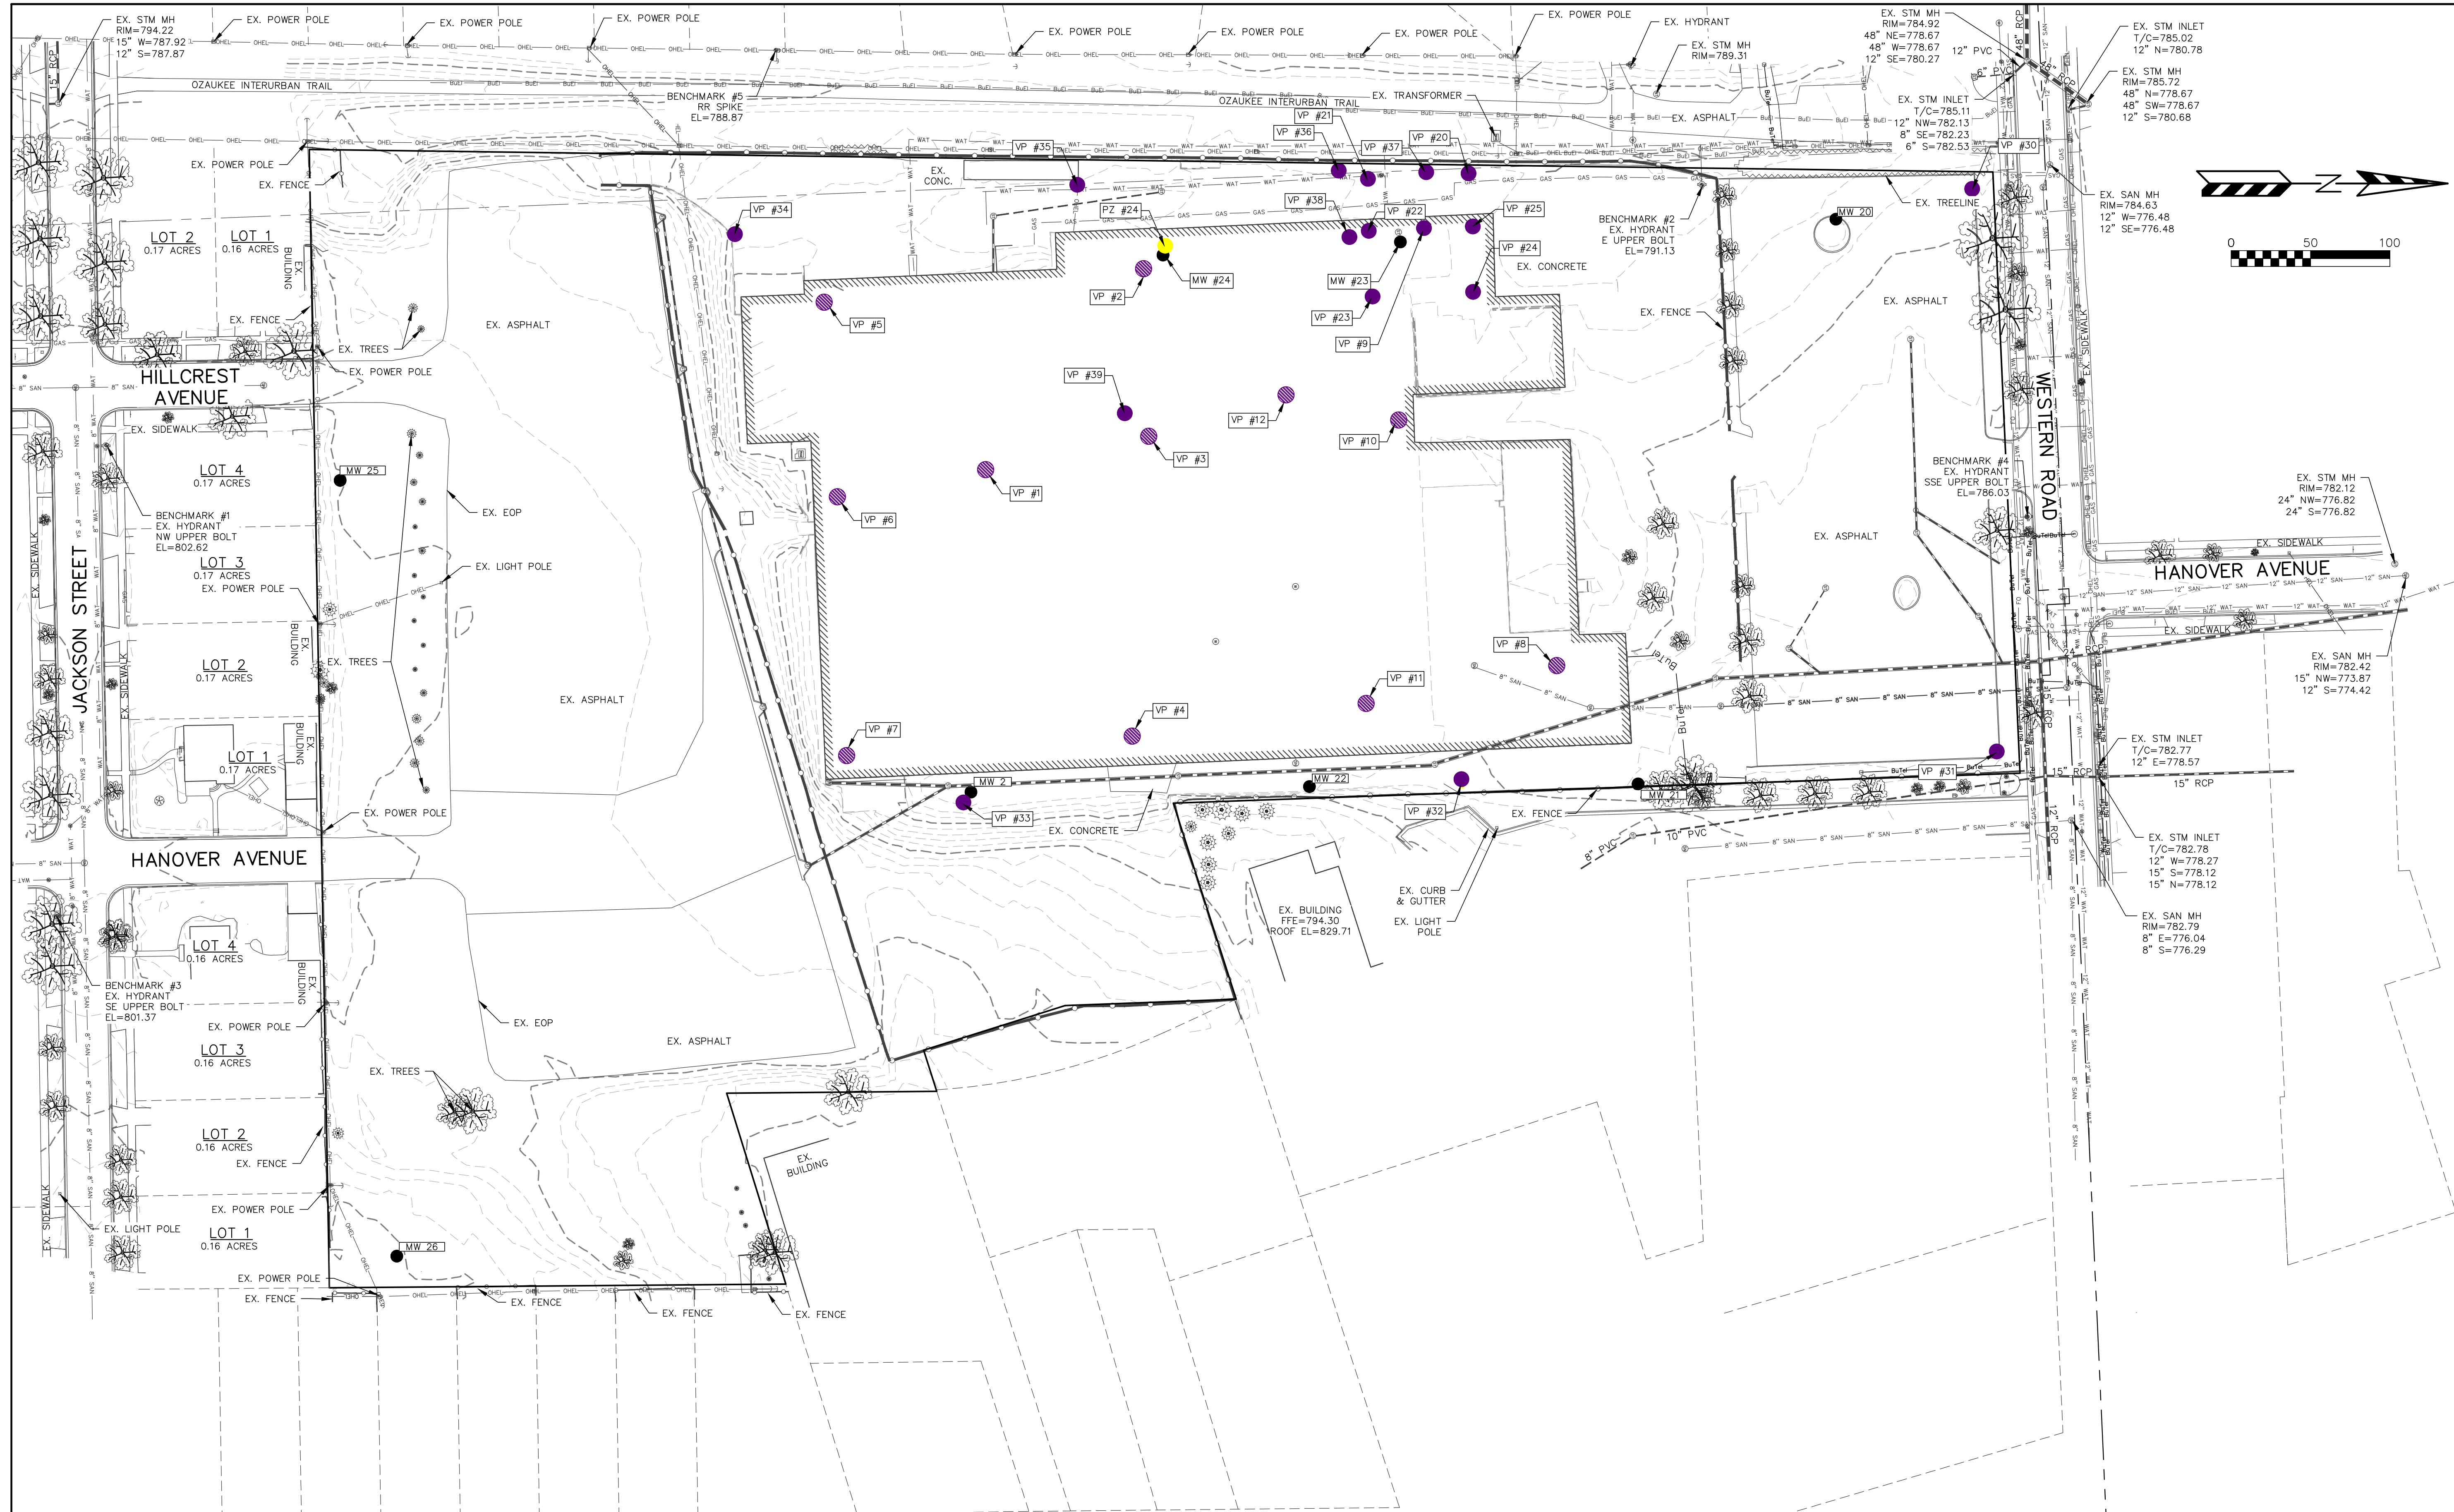 EX. STM MH
RIM=794.22
15" W=787.92
12" S=787.87
15" RCP
EX. POWER POLE
EX. POWER POLE
EX. POWER POLE
EX. POWER POLE
EX. POWER POLE
EX. POWER POLE
EX. POWER POLE
EX. HYDRANT
EX. STM MH
RIM=789.31
EX. STM MH
RIM=784.92
48" NE=778.67
48" W=778.67
12" SE=780.27
12" PVC
48" RCP
6" PVC
48" RCP
EX. STM INLET
T/C=785.02
12" N=780.78
EX. STM MH
RIM=785.72
48" N=778.67
48" SW=778.67
12" S=780.68
OZAUKEE INTERURBAN TRAIL
BENCHMARK #5
RR SPIKE
EL=788.87
OZAUKEE INTERURBAN TRAIL
EX. TRANSFORMER
EX. ASPHALT
EX. STM INLET
T/C=785.11
12" NW=782.13
8" SE=782.23
6" S=782.53
EX. POWER POLE
EX. FENCE
VP #35
VP #36
VP #21
VP #37
VP #20
VP #30
EX. CONC.
EX. SAN MH
RIM=784.63
12" W=776.48
12" SE=776.48
Z
0 50 100
EX. TREELINE
MW 20
VP #34
PZ #24
VP #38
VP #22
VP #25
VP #24
BENCHMARK #2
EX. HYDRANT
E UPPER BOLT
EL=791.13
LOT 2
0.17 ACRES
LOT 1
0.16 ACRES
EX. BUILDING
EX. FENCE
EX. TREES
EX. POWER POLE
EX. ASPHALT
VP #5
VP #2
MW #24
MW #23
VP #23
VP #9
EX. CONCRETE
EX. FENCE
EX. ASPHALT
EX. SIDEWALK
WESTERN ROAD
HILLCREST
AVENUE
EX. SIDEWALK
VP #39
VP #12
VP #10
VP #3
VP #1
VP #6
LOT 4
0.17 ACRES
MW 25
BENCHMARK #1
EX. HYDRANT
NW UPPER BOLT
EL=802.62
EX. EOP
BENCHMARK #4
EX. HYDRANT
SSE UPPER BOLT
EL=786.03
EX. STM MH
RIM=782.12
24" NW=776.82
24" S=776.82
EX. ASPHALT
EX. SIDEWALK
HANOVER AVENUE
JACKSON STREET
EX. SIDEWALK
LOT 3
0.17 ACRES
EX. POWER POLE
EX. LIGHT POLE
EX. BUILDING
EX. TREES
EX. SIDEWALK
LOT 2
0.17 ACRES
EX. SIDEWALK
24" RCP
EX. SAN MH
RIM=782.42
15" NW=773.87
12" S=774.42
VP #8
VP #11
VP #4
VP #7
EX. ASPHALT
LOT 1
0.17 ACRES
EX. BUILDING
EX. POWER POLE
HANOVER AVENUE
MW 2
VP #33
MW 22
VP #32
MW 21
VP #31
EX. CONCRETE
EX. FENCE
15" RCP
15" RCP
15" RCP
12" RCP
EX. STM INLET
T/C=782.77
12" E=778.57
8" PVC
10" PVC
EX. STM INLET
T/C=782.78
12" W=778.27
15" S=778.12
15" N=778.12
EX. CURB
& GUTTER
EX. LIGHT
POLE
EX. BUILDING
FFE=794.30
ROOF EL=829.71
EX. SAN MH
RIM=782.79
8" E=776.04
8" S=776.29
LOT 4
0.16 ACRES
EX. BUILDING
BENCHMARK #3
EX. HYDRANT
SE UPPER BOLT
EL=801.37
EX. POWER POLE
EX. EOP
EX. ASPHALT
LOT 3
0.16 ACRES
EX. TREES
LOT 2
0.16 ACRES
EX. FENCE
EX. BUILDING
EX. POWER POLE
EX. SIDEWALK
EX. LIGHT POLE
LOT 1
0.16 ACRES
MW 26
EX. POWER POLE
EX. FENCE
EX. FENCE
EX. FENCE
EX. FENCE